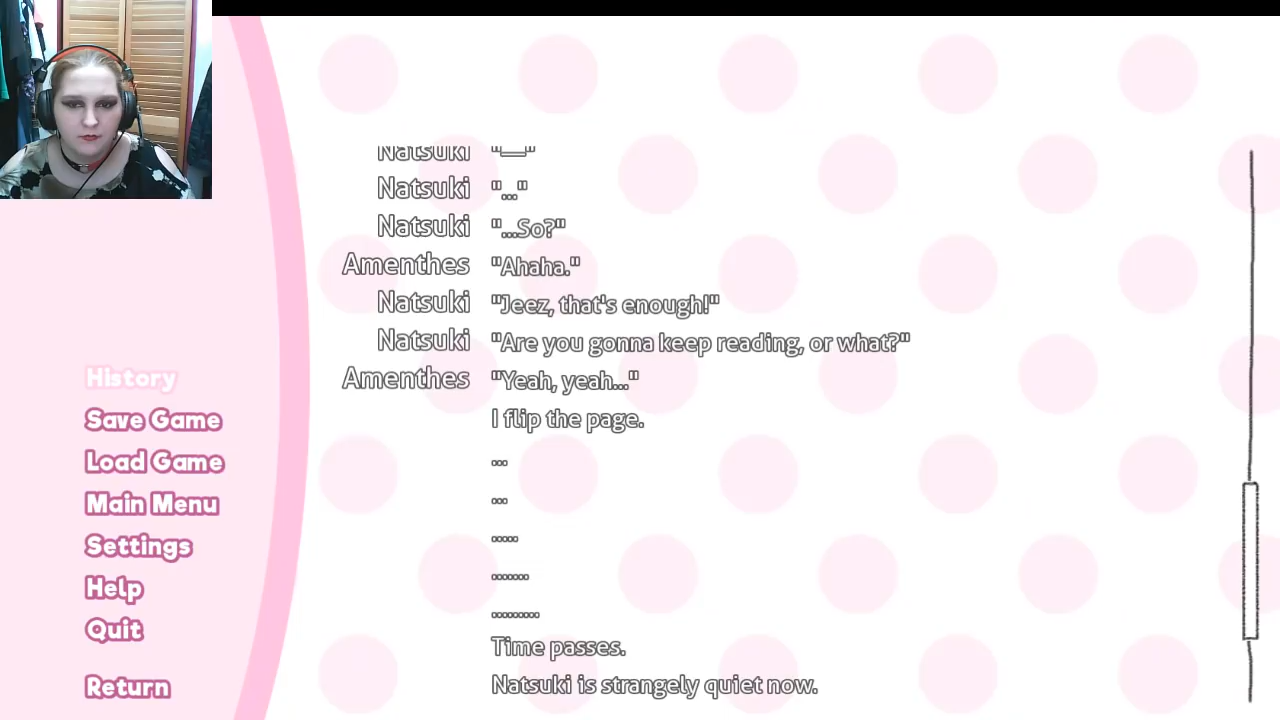 Natsuki "—"
Natsuki "..."
Natsuki "...So?"
Amenthes "Ahaha."
Natsuki "Jeez, that's enough!"
Natsuki "Are you gonna keep reading, or what?"
Amenthes "Yeah, yeah..."
I flip the page.
...
...
.....
.......
.........
Time passes.
Natsuki is strangely quiet now.
History
Save Game
Load Game
Main Menu
Settings
Help
Quit
Return